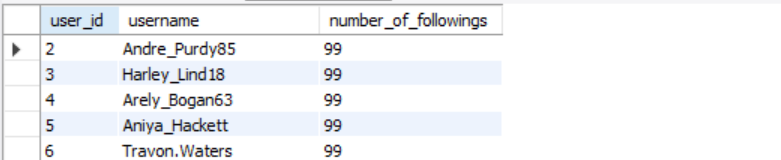 user_id username number_of_followings
2 Andre_Purdy85 99
3 Harley_Lind18 99
4 Arely_Bogan63 99
5 Aniya_Hackett 99
6 Travon.Waters 99